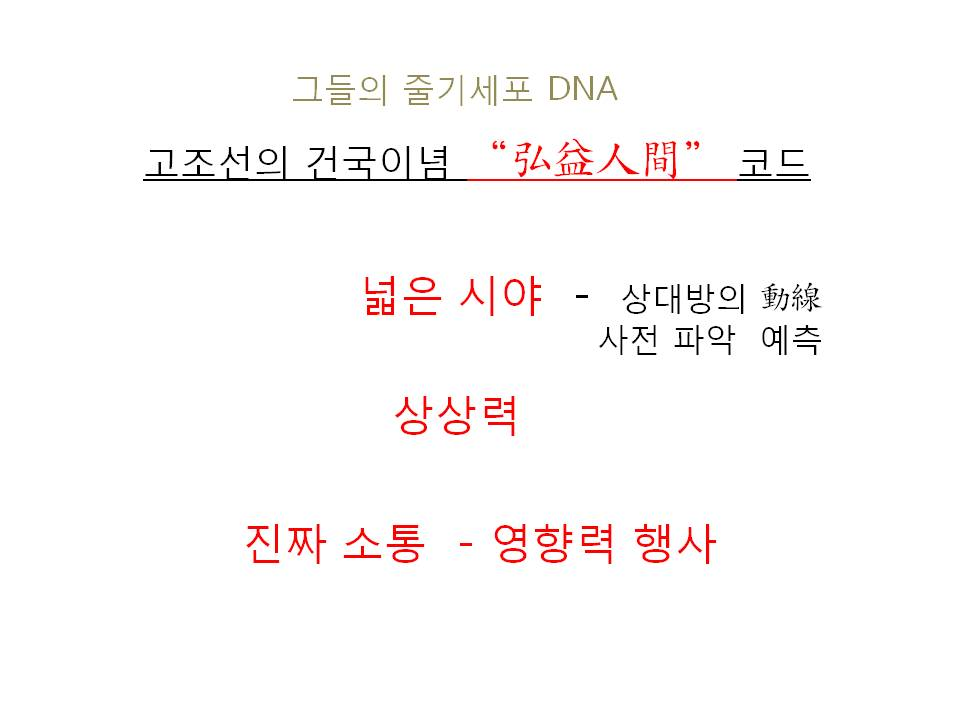 그들의 줄기세포 DNA
고조선의 건국이념 “弘益人間” 코드
넓은 시야 - 상대방의 動線
사전 파악 예측
상상력
진짜 소통 - 영향력 행사